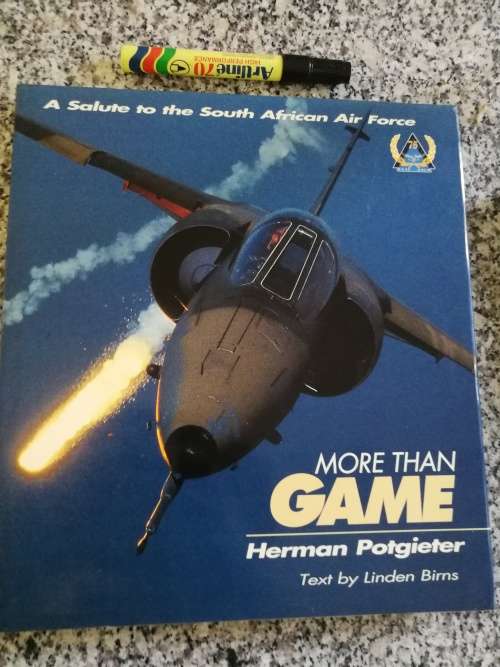 Artline 70
HIGH PERFORMANCE
A Salute to the South African Air Force
75
MORE THAN
GAME
Herman Potgieter
Text by Linden Birns